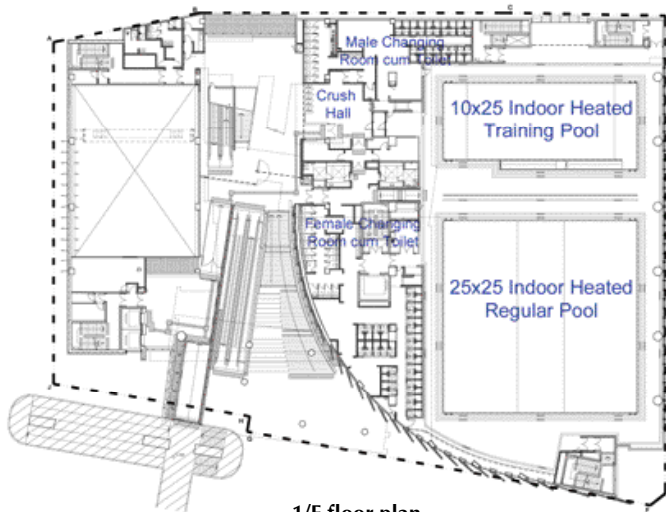 Male Changing
Room cum Toilet
Crush
Hall
10x25 Indoor Heated
Training Pool
Female Changing
Room cum Toilet
25x25 Indoor Heated
Regular Pool
1/F floor plan